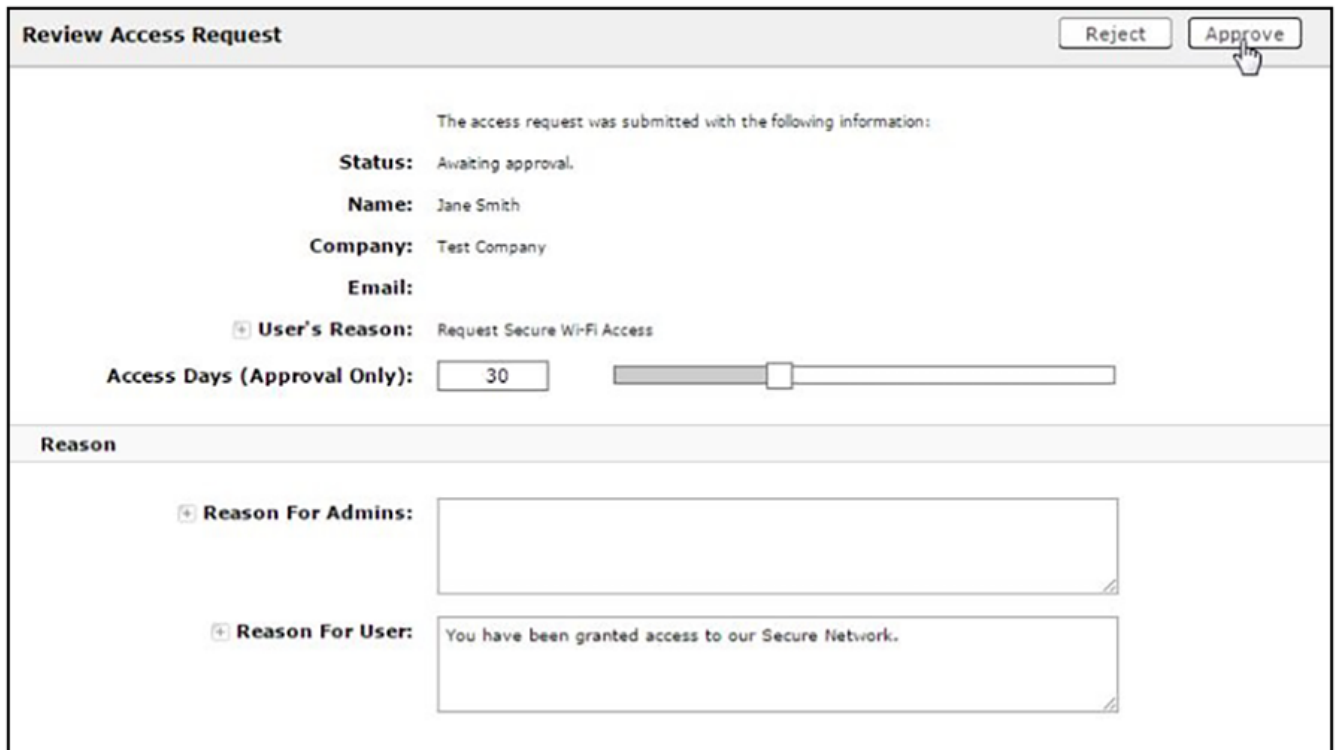 Review Access Request Reject Approve
The access request was submitted with the following information:
Status: Awaiting approval.
Name: Jane Smith
Company: Test Company
Email:
User's Reason: Request Secure Wi-Fi Access
Access Days (Approval Only): 30
Reason
Reason For Admins:
Reason For User: You have been granted access to our Secure Network.